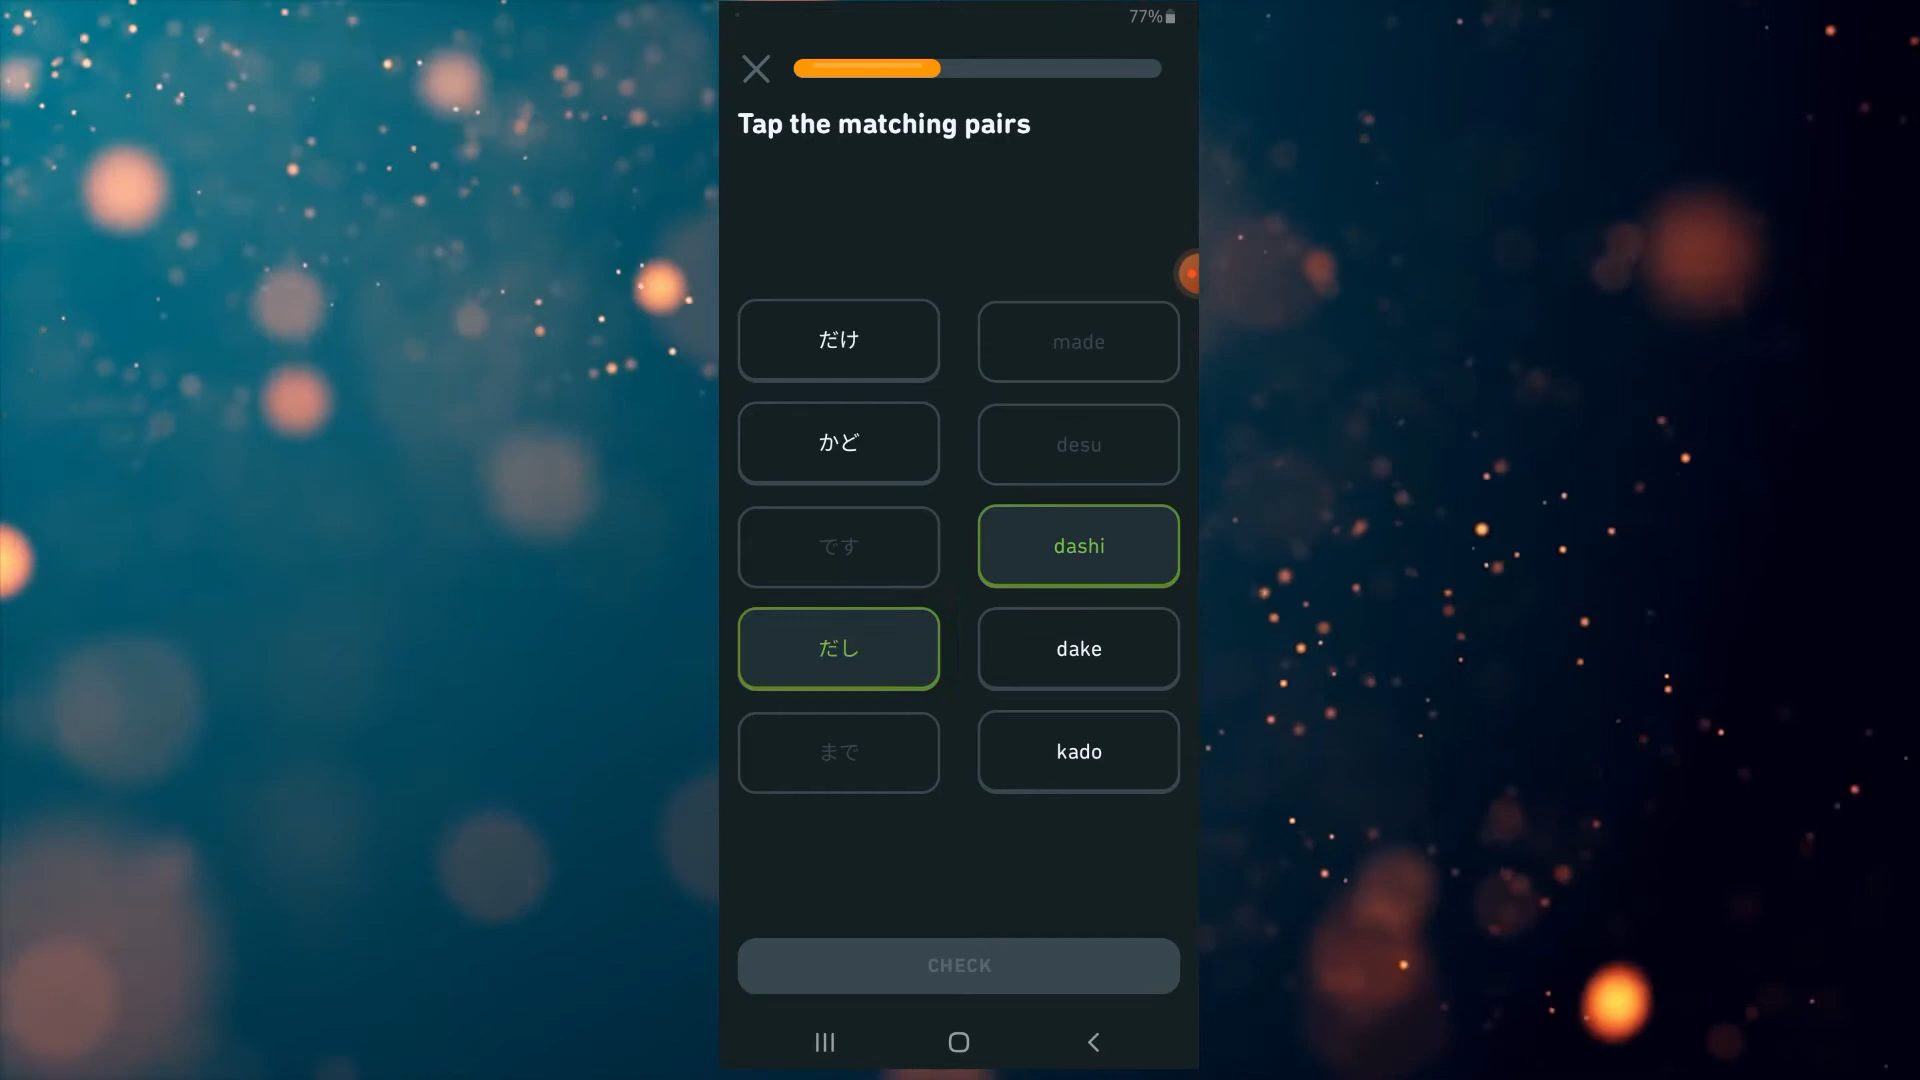 77%
Tap the matching pairs
だけ
made
かど
desu
です
dashi
だし
dake
まで
kado
CHECK